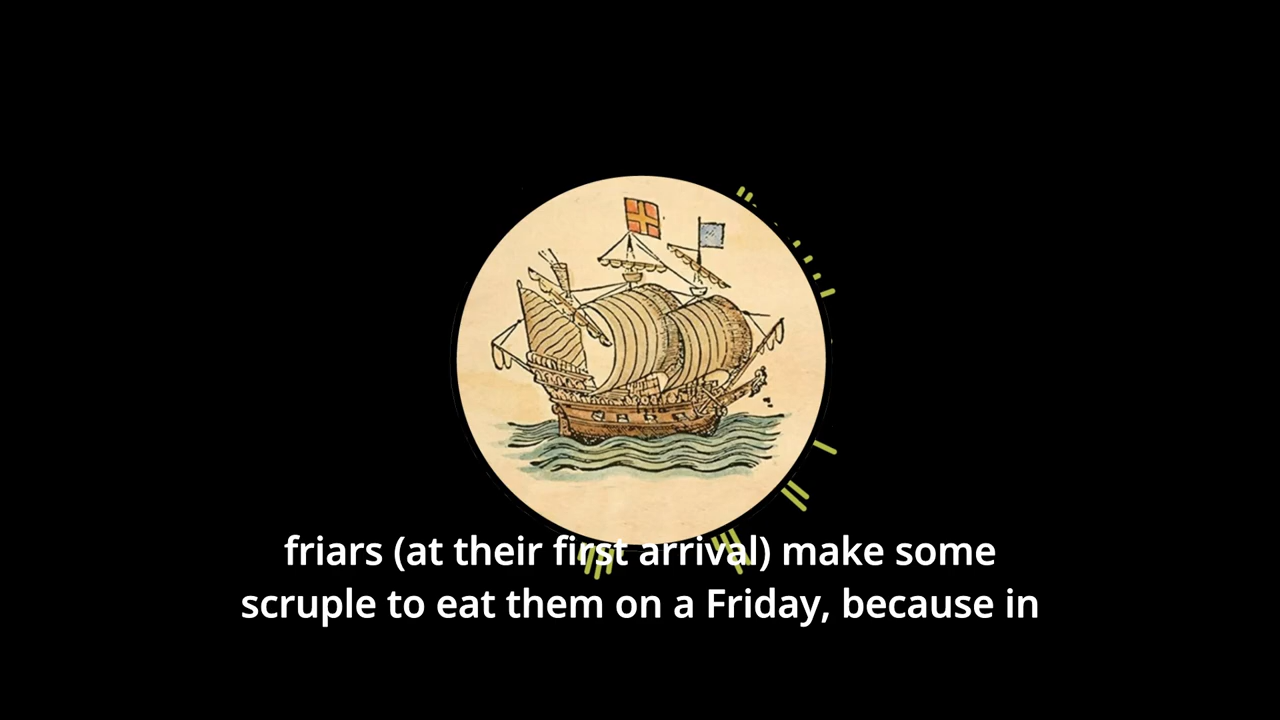 friars (at their first arrival) make some
scruple to eat them on a Friday, because in